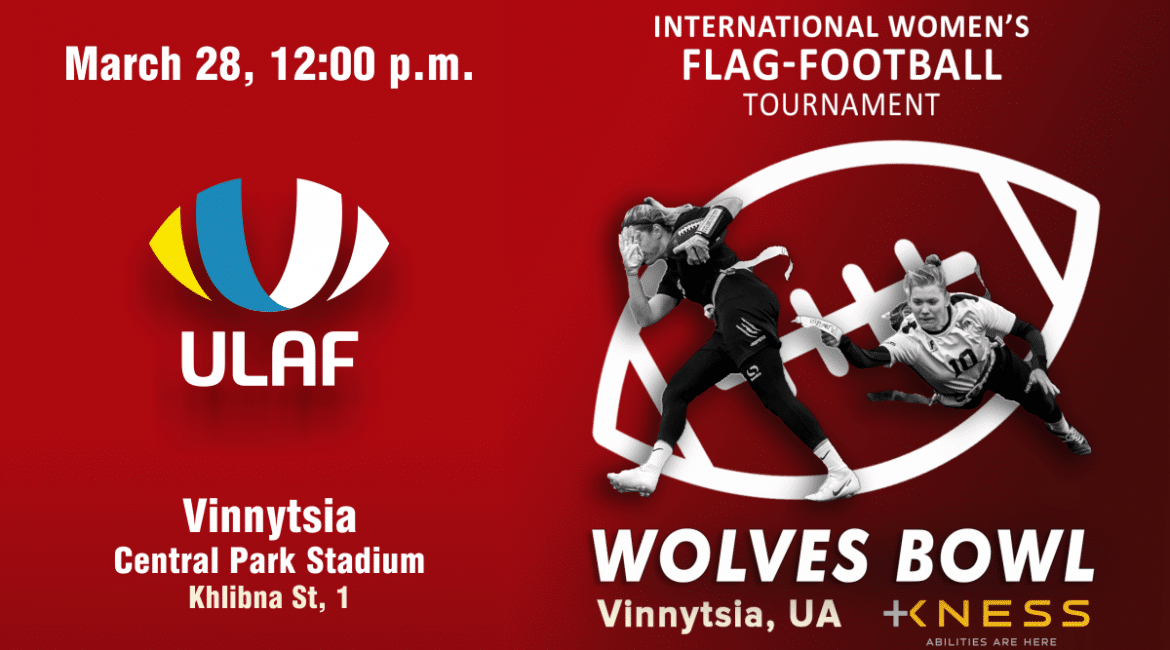 March 28, 12:00 p.m.
ULAF
Vinnytsia
Central Park Stadium
Khlibna St, 1
INTERNATIONAL WOMEN'S
FLAG-FOOTBALL
TOURNAMENT
10
WOLVES BOWL
Vinnytsia, UA
KNESS
ABILITIES ARE HERE